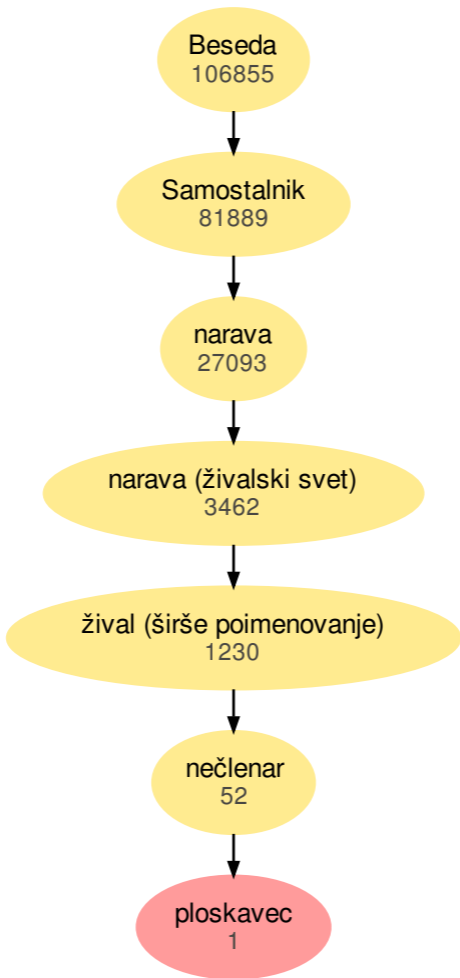 Beseda
106855
Samostalnik
81889
narava
27093
narava (živalski svet)
3462
žival (širše poimenovanje)
1230
nečlenar
52
ploskavec
1